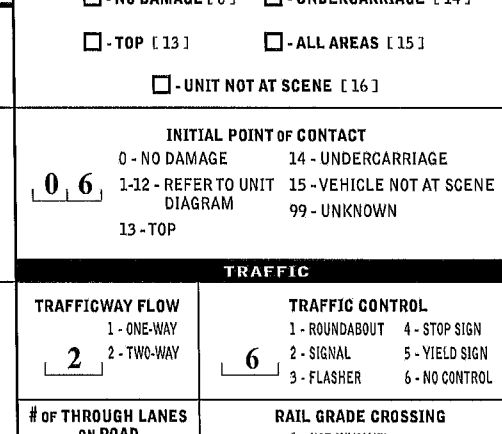 - NO DAMAGE [ 0 ] - UNDERCARRIAGE [ 14 ]
- TOP [ 13 ] - ALL AREAS [ 15 ]
- UNIT NOT AT SCENE [ 16 ]
INITIAL POINT OF CONTACT
0 - NO DAMAGE 14 - UNDERCARRIAGE
0 6 1-12 - REFER TO UNIT 15 - VEHICLE NOT AT SCENE
DIAGRAM 99 - UNKNOWN
13 - TOP
TRAFFIC
TRAFFICWAY FLOW TRAFFIC CONTROL
1 - ONE-WAY 1 - ROUNDABOUT 4 - STOP SIGN
2 2 - TWO-WAY 6 2 - SIGNAL 5 - YIELD SIGN
3 - FLASHER 6 - NO CONTROL
# OF THROUGH LANES RAIL GRADE CROSSING
ON ROAD